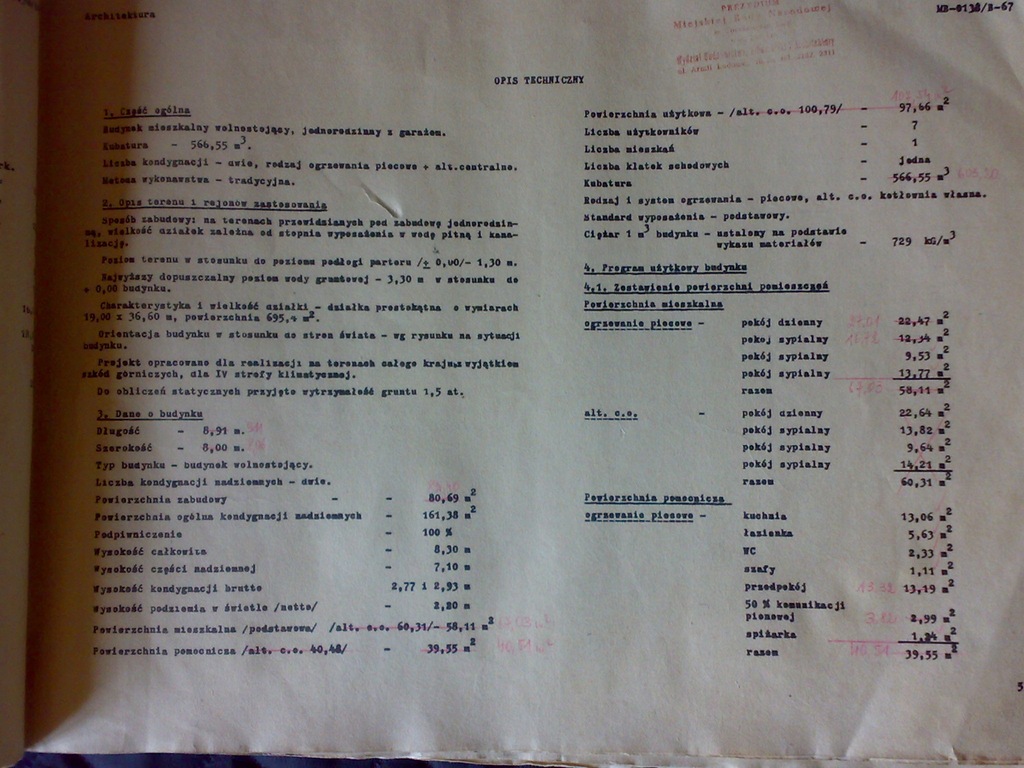 Architektura
MB-0138/B-67
PREZYDIUM
Miejskiej Rady Narodowej
OPIS TECHNICZNY
1. Część ogólna
Budynek mieszkalny wolnostojący, jednorodzinny z garażem.
Kubatura - 566,55 m3.
Liczba kondygnacji - dwie, rodzaj ogrzewania piecowe + alt.centralne.
Metoda wykonawstwa - tradycyjna.
2. Opis terenu i rejonów zastosowania
Sposób zabudowy: na terenach przewidzianych pod zabudowę jednorodzin-
ną, wielkość działek zależna od stopnia wyposażenia w wodę pitną i kana-
lizację.
Poziom terenu w stosunku do poziomu podłogi parteru /± 0,00/- 1,30 m.
Najwyższy dopuszczalny poziom wody gruntowej - 3,30 m w stosunku do
± 0,00 budynku.
Charakterystyka i wielkość działki - działka prostokątna o wymiarach
19,00 x 36,60 m, powierzchnia 695,4 m2.
Orientacja budynku w stosunku do stron świata - wg rysunku na sytuacji
budynku.
Projekt opracowano dla realizacji na terenach całego kraju z wyjątkiem
szkód górniczych, dla IV strefy klimatycznej.
Do obliczeń statycznych przyjęto wytrzymałość gruntu 1,5 at.
3. Dane o budynku
Długość - 8,91 m.
Szerokość - 8,00 m.
Typ budynku - budynek wolnostojący.
Liczba kondygnacji nadziemnych - dwie.
Powierzchnia zabudowy - - 80,69 m2
Powierzchnia ogólna kondygnacji nadziemnych - 161,38 m2
Podpiwniczenie - 100 %
Wysokość całkowita - 8,30 m
Wysokość części nadziemnej - 7,10 m
Wysokość kondygnacji brutto 2,77 i 2,93 m
Wysokość podziemia w świetle /netto/ - 2,20 m
Powierzchnia mieszkalna /podstawowa/ /alt. c.o. 60,31/- 58,11 m2
Powierzchnia pomocnicza /alt. c.o. 40,48/ - 39,55 m2 40,51 m2
Powierzchnia użytkowa - /alt. c.o. 100,79/ - 97,66 m2
Liczba użytkowników - 7
Liczba mieszkań - 1
Liczba klatek schodowych - jedna
Kubatura - 566,55 m3
Rodzaj i system ogrzewania - piecowe, alt. c.o. kotłownia własna.
Standard wyposażenia - podstawowy.
Ciężar 1 m3 budynku - ustalony na podstawie
wykazu materiałów - 729 kG/m3
4. Program użytkowy budynku
4.1. Zestawienie powierzchni pomieszczeń
Powierzchnia mieszkalna
ogrzewanie piecowe - pokój dzienny 22,47 m2
pokój sypialny 12,34 m2
pokój sypialny 9,53 m2
pokój sypialny 13,77 m2
razem 58,11 m2
alt. c.o. - pokój dzienny 22,64 m2
pokój sypialny 13,82 m2
pokój sypialny 9,64 m2
pokój sypialny 14,21 m2
razem 60,31 m2
Powierzchnia pomocnicza
ogrzewanie piecowe - kuchnia 13,06 m2
łazienka 5,63 m2
WC 2,33 m2
szafy 1,11 m2
przedpokój 13,19 m2
50 % komunikacji
pionowej 2,99 m2
spiżarka 1,24 m2
razem 40,51 39,55 m2
5